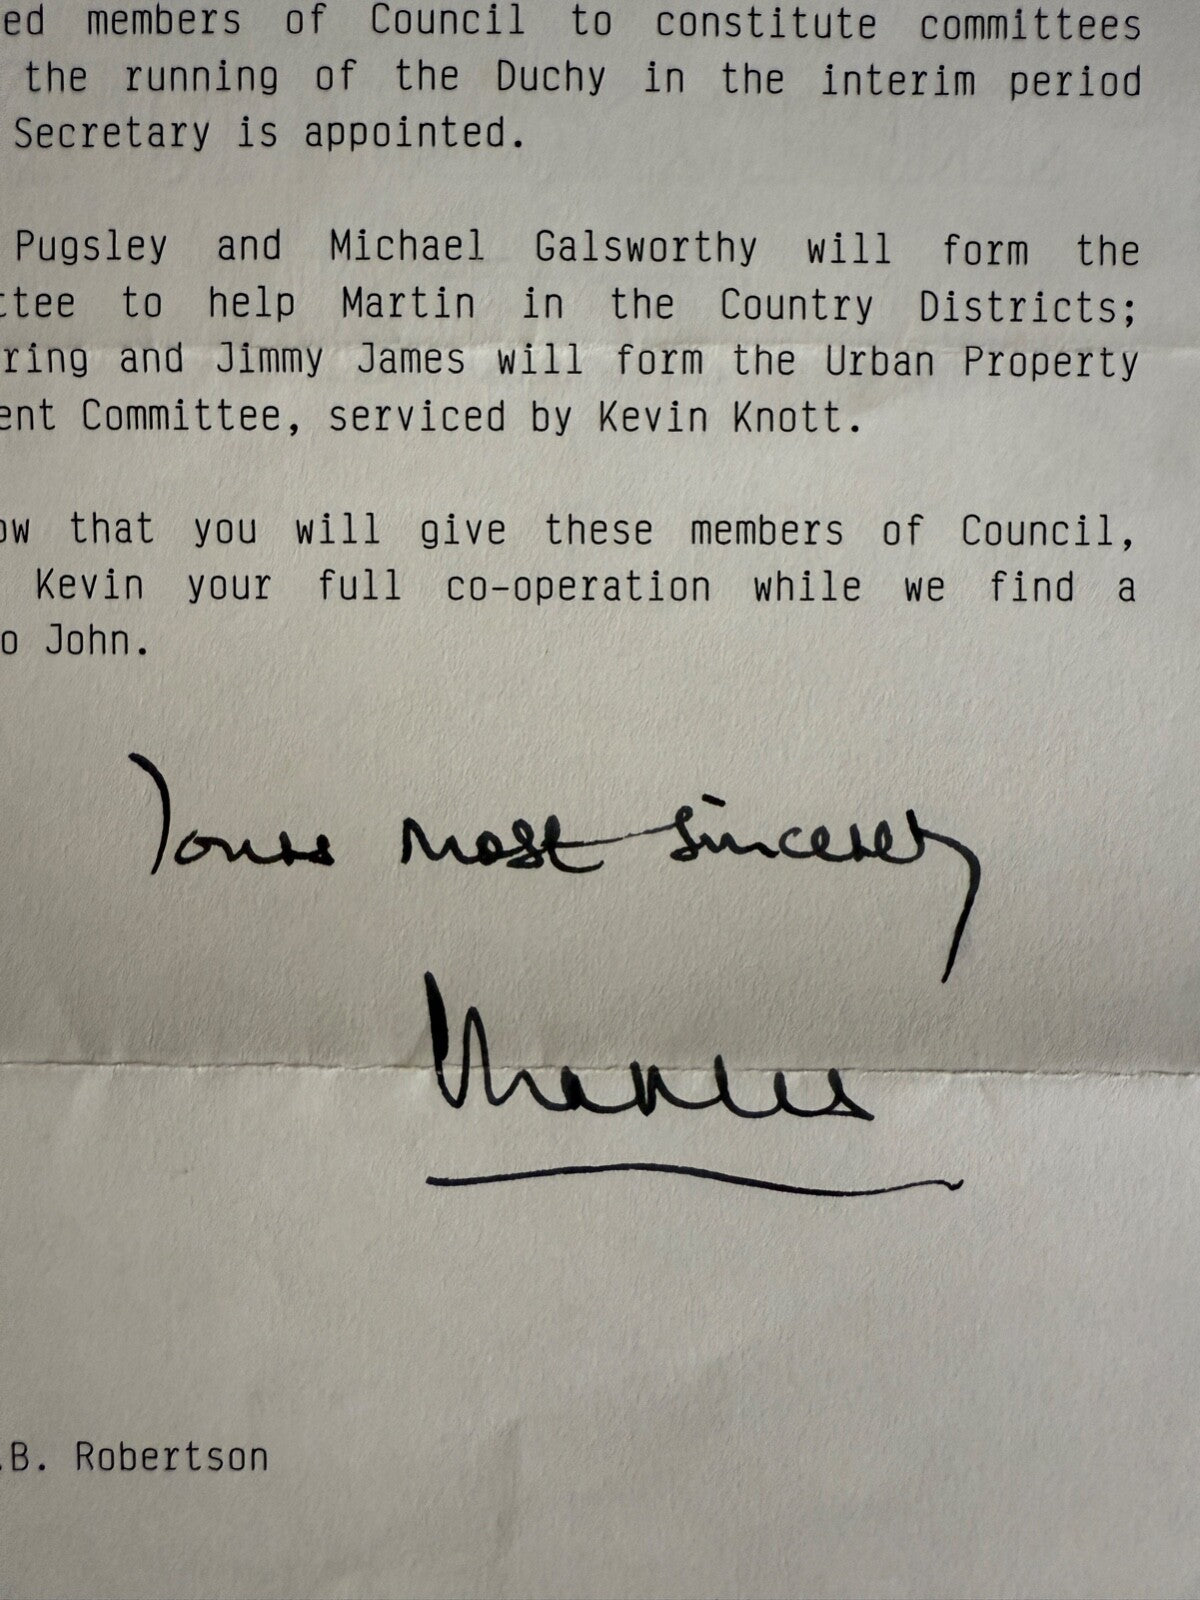 ed members of Council to constitute committees
the running of the Duchy in the interim period
Secretary is appointed.
Pugsley and Michael Galsworthy will form the
ttee to help Martin in the Country Districts;
ring and Jimmy James will form the Urban Property
ent Committee, serviced by Kevin Knott.
ow that you will give these members of Council,
Kevin your full co-operation while we find a
o John.
Yours most sincerely
Charles
.B. Robertson